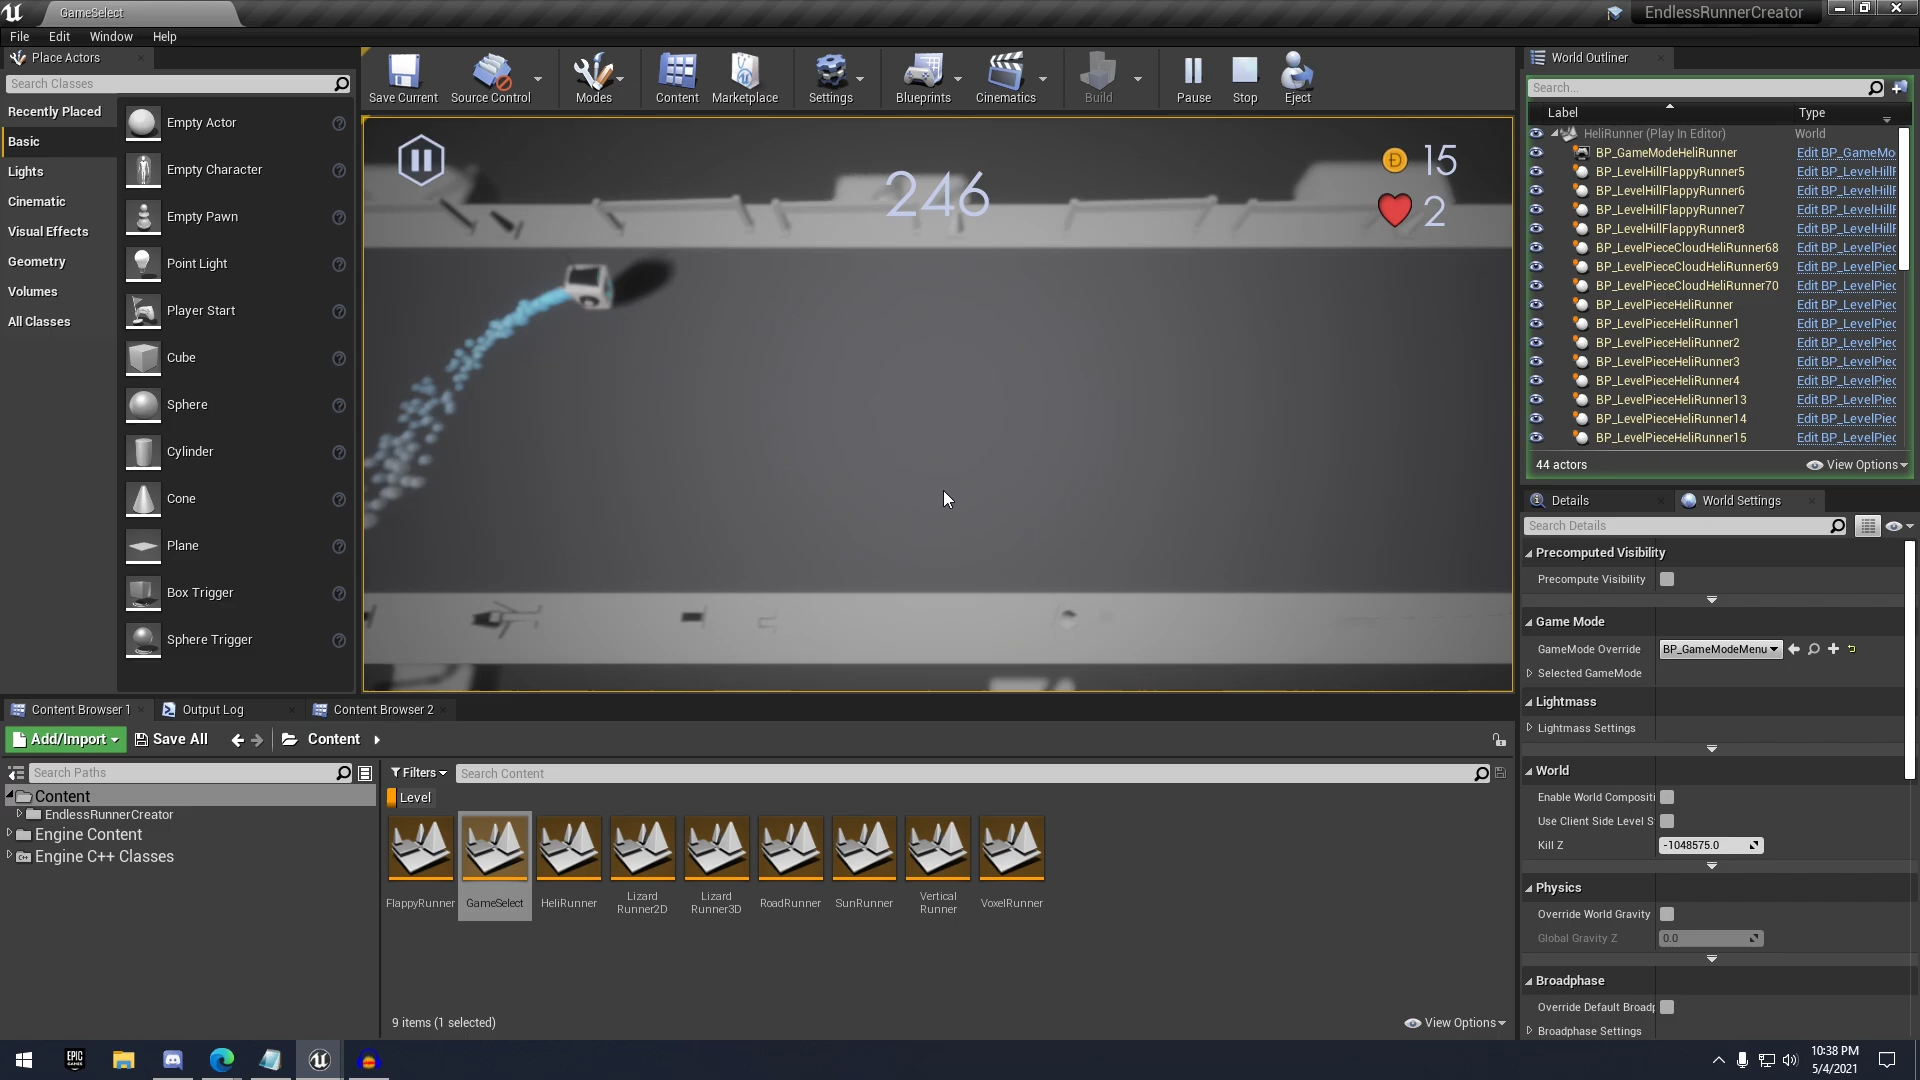 GameSelect
EndlessRunnerCreator
File Edit Window Help
Place Actors
Search Classes
Recently Placed
Basic
Lights
Cinematic
Visual Effects
Geometry
Volumes
All Classes
Empty Actor
Empty Character
Empty Pawn
Point Light
Player Start
Cube
Sphere
Cylinder
Cone
Plane
Box Trigger
Sphere Trigger
Save Current
Source Control
Modes
Content
Marketplace
Settings
Blueprints
Cinematics
Build
Pause
Stop
Eject
246
15
2
World Outliner
Search...
Label Type
HeliRunner (Play In Editor) World
BP_GameModeHeliRunner Edit BP_GameMo
BP_LevelHillFlappyRunner5 Edit BP_LevelHillF
BP_LevelHillFlappyRunner6 Edit BP_LevelHillF
BP_LevelHillFlappyRunner7 Edit BP_LevelHillF
BP_LevelHillFlappyRunner8 Edit BP_LevelHillF
BP_LevelPieceCloudHeliRunner68 Edit BP_LevelPiec
BP_LevelPieceCloudHeliRunner69 Edit BP_LevelPiec
BP_LevelPieceCloudHeliRunner70 Edit BP_LevelPiec
BP_LevelPieceHeliRunner Edit BP_LevelPiec
BP_LevelPieceHeliRunner1 Edit BP_LevelPiec
BP_LevelPieceHeliRunner2 Edit BP_LevelPiec
BP_LevelPieceHeliRunner3 Edit BP_LevelPiec
BP_LevelPieceHeliRunner4 Edit BP_LevelPiec
BP_LevelPieceHeliRunner13 Edit BP_LevelPiec
BP_LevelPieceHeliRunner14 Edit BP_LevelPiec
BP_LevelPieceHeliRunner15 Edit BP_LevelPiec
44 actors View Options
Details World Settings
Search Details
Precomputed Visibility
Precompute Visibility
Game Mode
GameMode Override BP_GameModeMenu
Selected GameMode
Lightmass
Lightmass Settings
World
Enable World Compositi
Use Client Side Level S
Kill Z -1048575.0
Physics
Override World Gravity
Global Gravity Z 0.0
Broadphase
Override Default Broadp
Broadphase Settings
Content Browser 1 Output Log Content Browser 2
Add/Import Save All Content
Search Paths
Content
EndlessRunnerCreator
Engine Content
Engine C++ Classes
Filters Search Content
Level
FlappyRunner
GameSelect
HeliRunner
Lizard
Runner2D
Lizard
Runner3D
RoadRunner
SunRunner
Vertical
Runner
VoxelRunner
9 items (1 selected) View Options
EPIC
GAMES
10:38 PM
5/4/2021